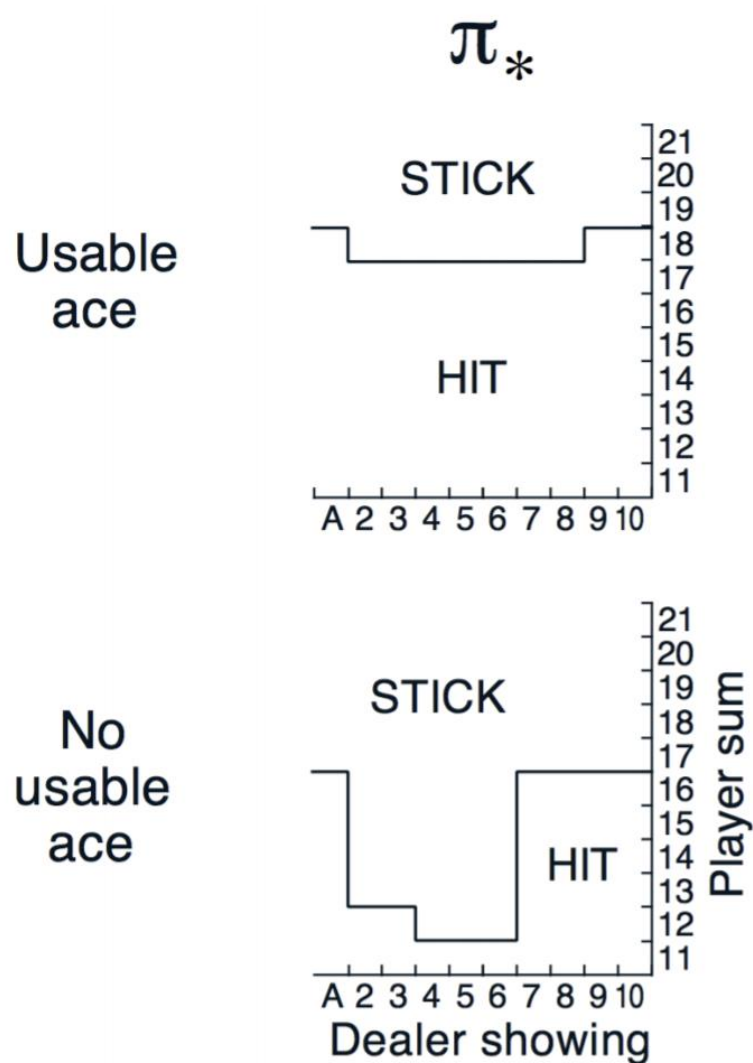 π*
Usable
ace
STICK
HIT
21
20
19
18
17
16
15
14
13
12
11
A 2 3 4 5 6 7 8 9 10
No
usable
ace
STICK
HIT
21
20
19
18
17
16
15
14
13
12
11
Player sum
A 2 3 4 5 6 7 8 9 10
Dealer showing